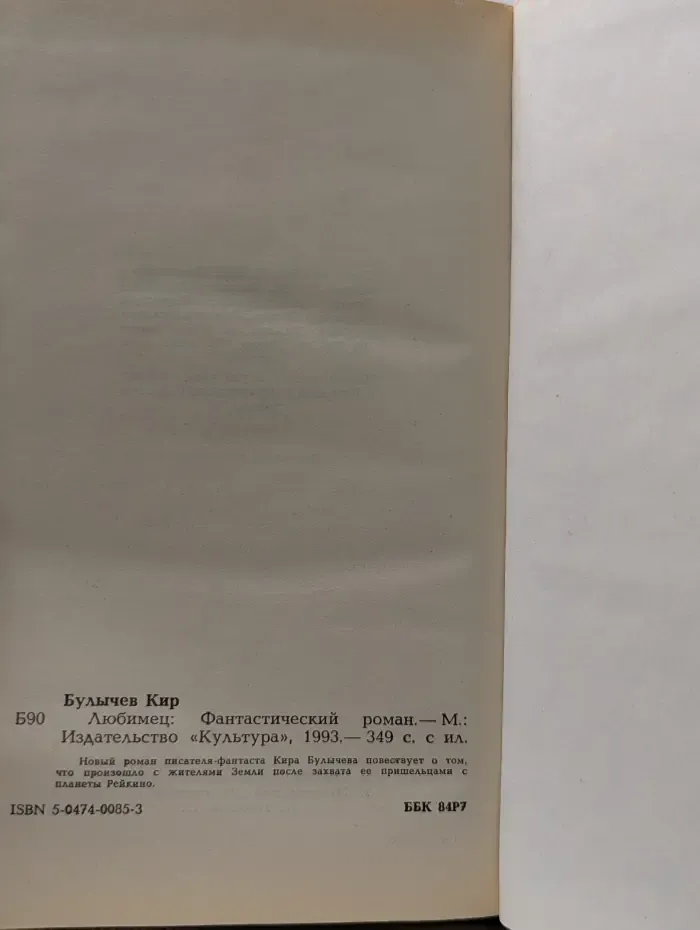 Булычев Кир
Б90 Любимец: Фантастический роман.— М.:
Издательство «Культура», 1993.— 349 с. с ил.
Новый роман писателя-фантаста Кира Булычева повествует о том,
что произошло с жителями Земли после захвата ее пришельцами с
планеты Рейкино.
ISBN 5-0474-0085-3 ББК 84Р7